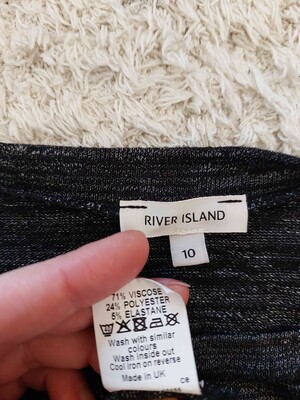 RIVER ISLAND
10
71% VISCOSE
24% POLYESTER
5% ELASTANE
Wash with similar
colours
Wash inside out
Cool iron on reverse
Made in UK